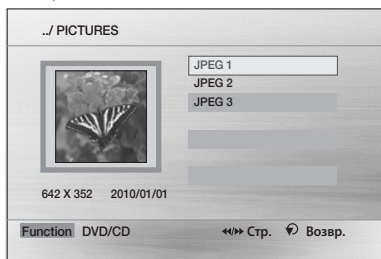 ../ PICTURES
JPEG 1
JPEG 2
JPEG 3
642 X 352 2010/01/01
Function DVD/CD ◂◂/▸▸ Стр. Возвр.